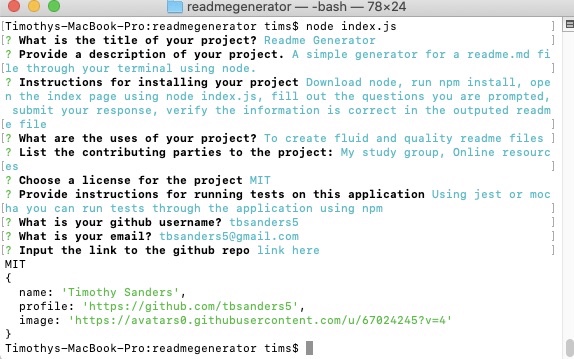 readmegenerator — -bash — 78×24
[Timothys-MacBook-Pro:readmegenerator tims$ node index.js ]
[? What is the title of your project? Readme Generator ]
[? Provide a description of your project. A simple generator for a readme.md fi ]
[le through your terminal using node. ]
[? Instructions for installing your project Download node, run npm install, ope ]
n the index page using node index.js, fill out the questions you are prompted,
 submit your response, verify the information is correct in the outputed readm
[e file ]
[? What are the uses of your project? To create fluid and quality readme files ]
[? List the contributing parties to the project: My study group, Online resourc ]
[es ]
? Choose a license for the project MIT
[? Provide instructions for running tests on this application Using jest or moc ]
[ha you can run tests through the application using npm ]
[? What is your github username? tbsanders5 ]
[? What is your email? tbsanders5@gmail.com ]
[? Input the link to the github repo link here ]
MIT
{
  name: 'Timothy Sanders',
  profile: 'https://github.com/tbsanders5',
  image: 'https://avatars0.githubusercontent.com/u/67024245?v=4'
}
Timothys-MacBook-Pro:readmegenerator tims$